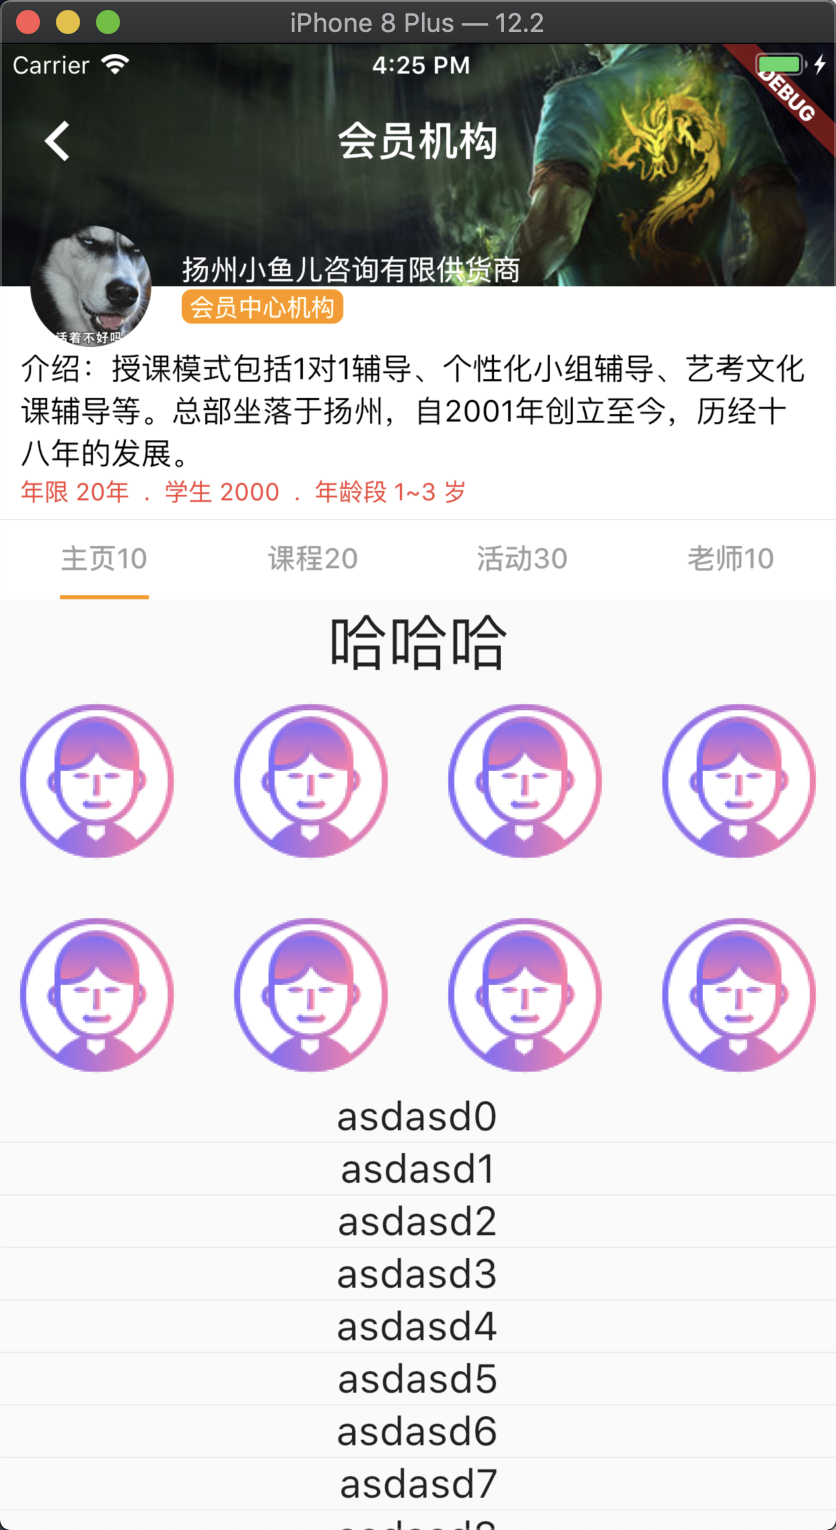 iPhone 8 Plus — 12.2
Carrier 4:25 PM
DEBUG
会员机构
扬州小鱼儿咨询有限供货商
会员中心机构
活着不好吗
介绍：授课模式包括1对1辅导、个性化小组辅导、艺考文化
课辅导等。总部坐落于扬州，自2001年创立至今，历经十
八年的发展。
年限 20年 . 学生 2000 . 年龄段 1~3 岁
主页10 课程20 活动30 老师10
哈哈哈
asdasd0
asdasd1
asdasd2
asdasd3
asdasd4
asdasd5
asdasd6
asdasd7